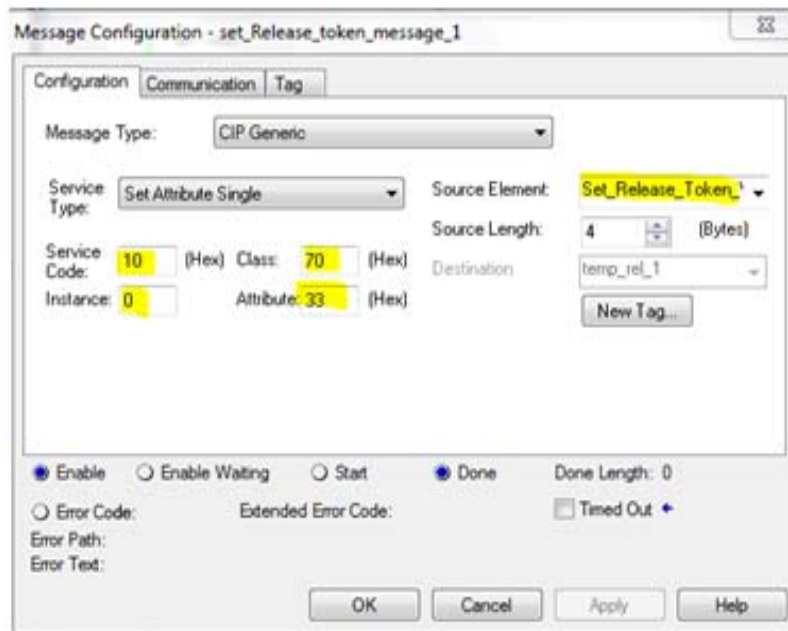 Message Configuration - set_Release_token_message_1
Configuration Communication Tag
Message Type: CIP Generic
Service Type: Set Attribute Single Source Element: Set_Release_Token_
Source Length: 4 (Bytes)
Service Code: 10 (Hex) Class: 70 (Hex) Destination temp_rel_1
Instance: 0 Attribute: 33 (Hex) New Tag...
Enable Enable Waiting Start Done Done Length: 0
Error Code: Extended Error Code: Timed Out
Error Path:
Error Text:
OK Cancel Apply Help